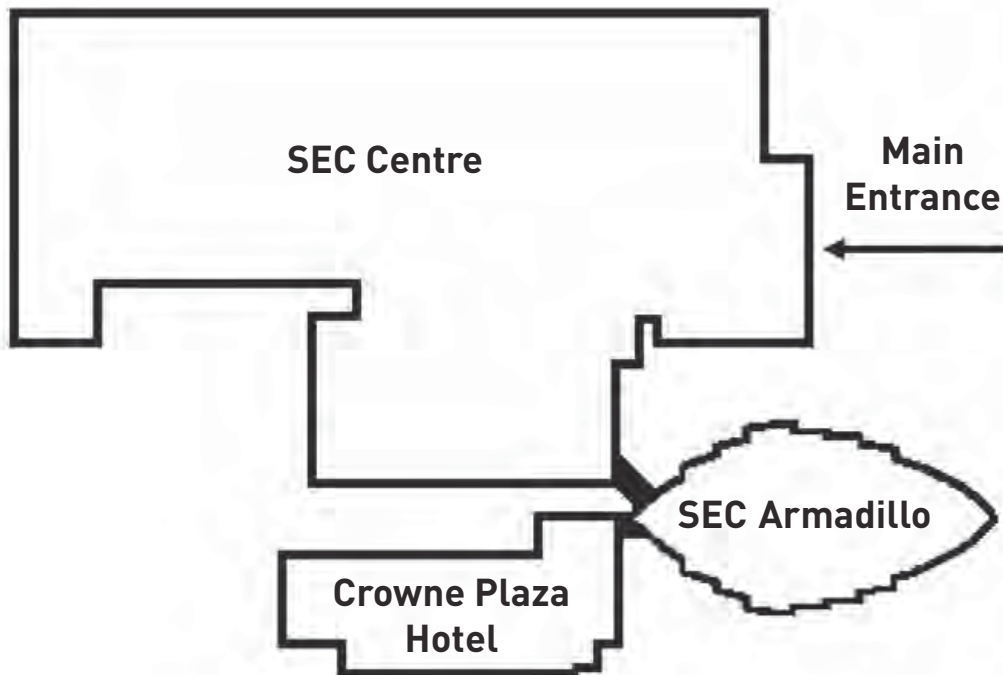 SEC Centre
Main
Entrance
SEC Armadillo
Crowne Plaza
Hotel